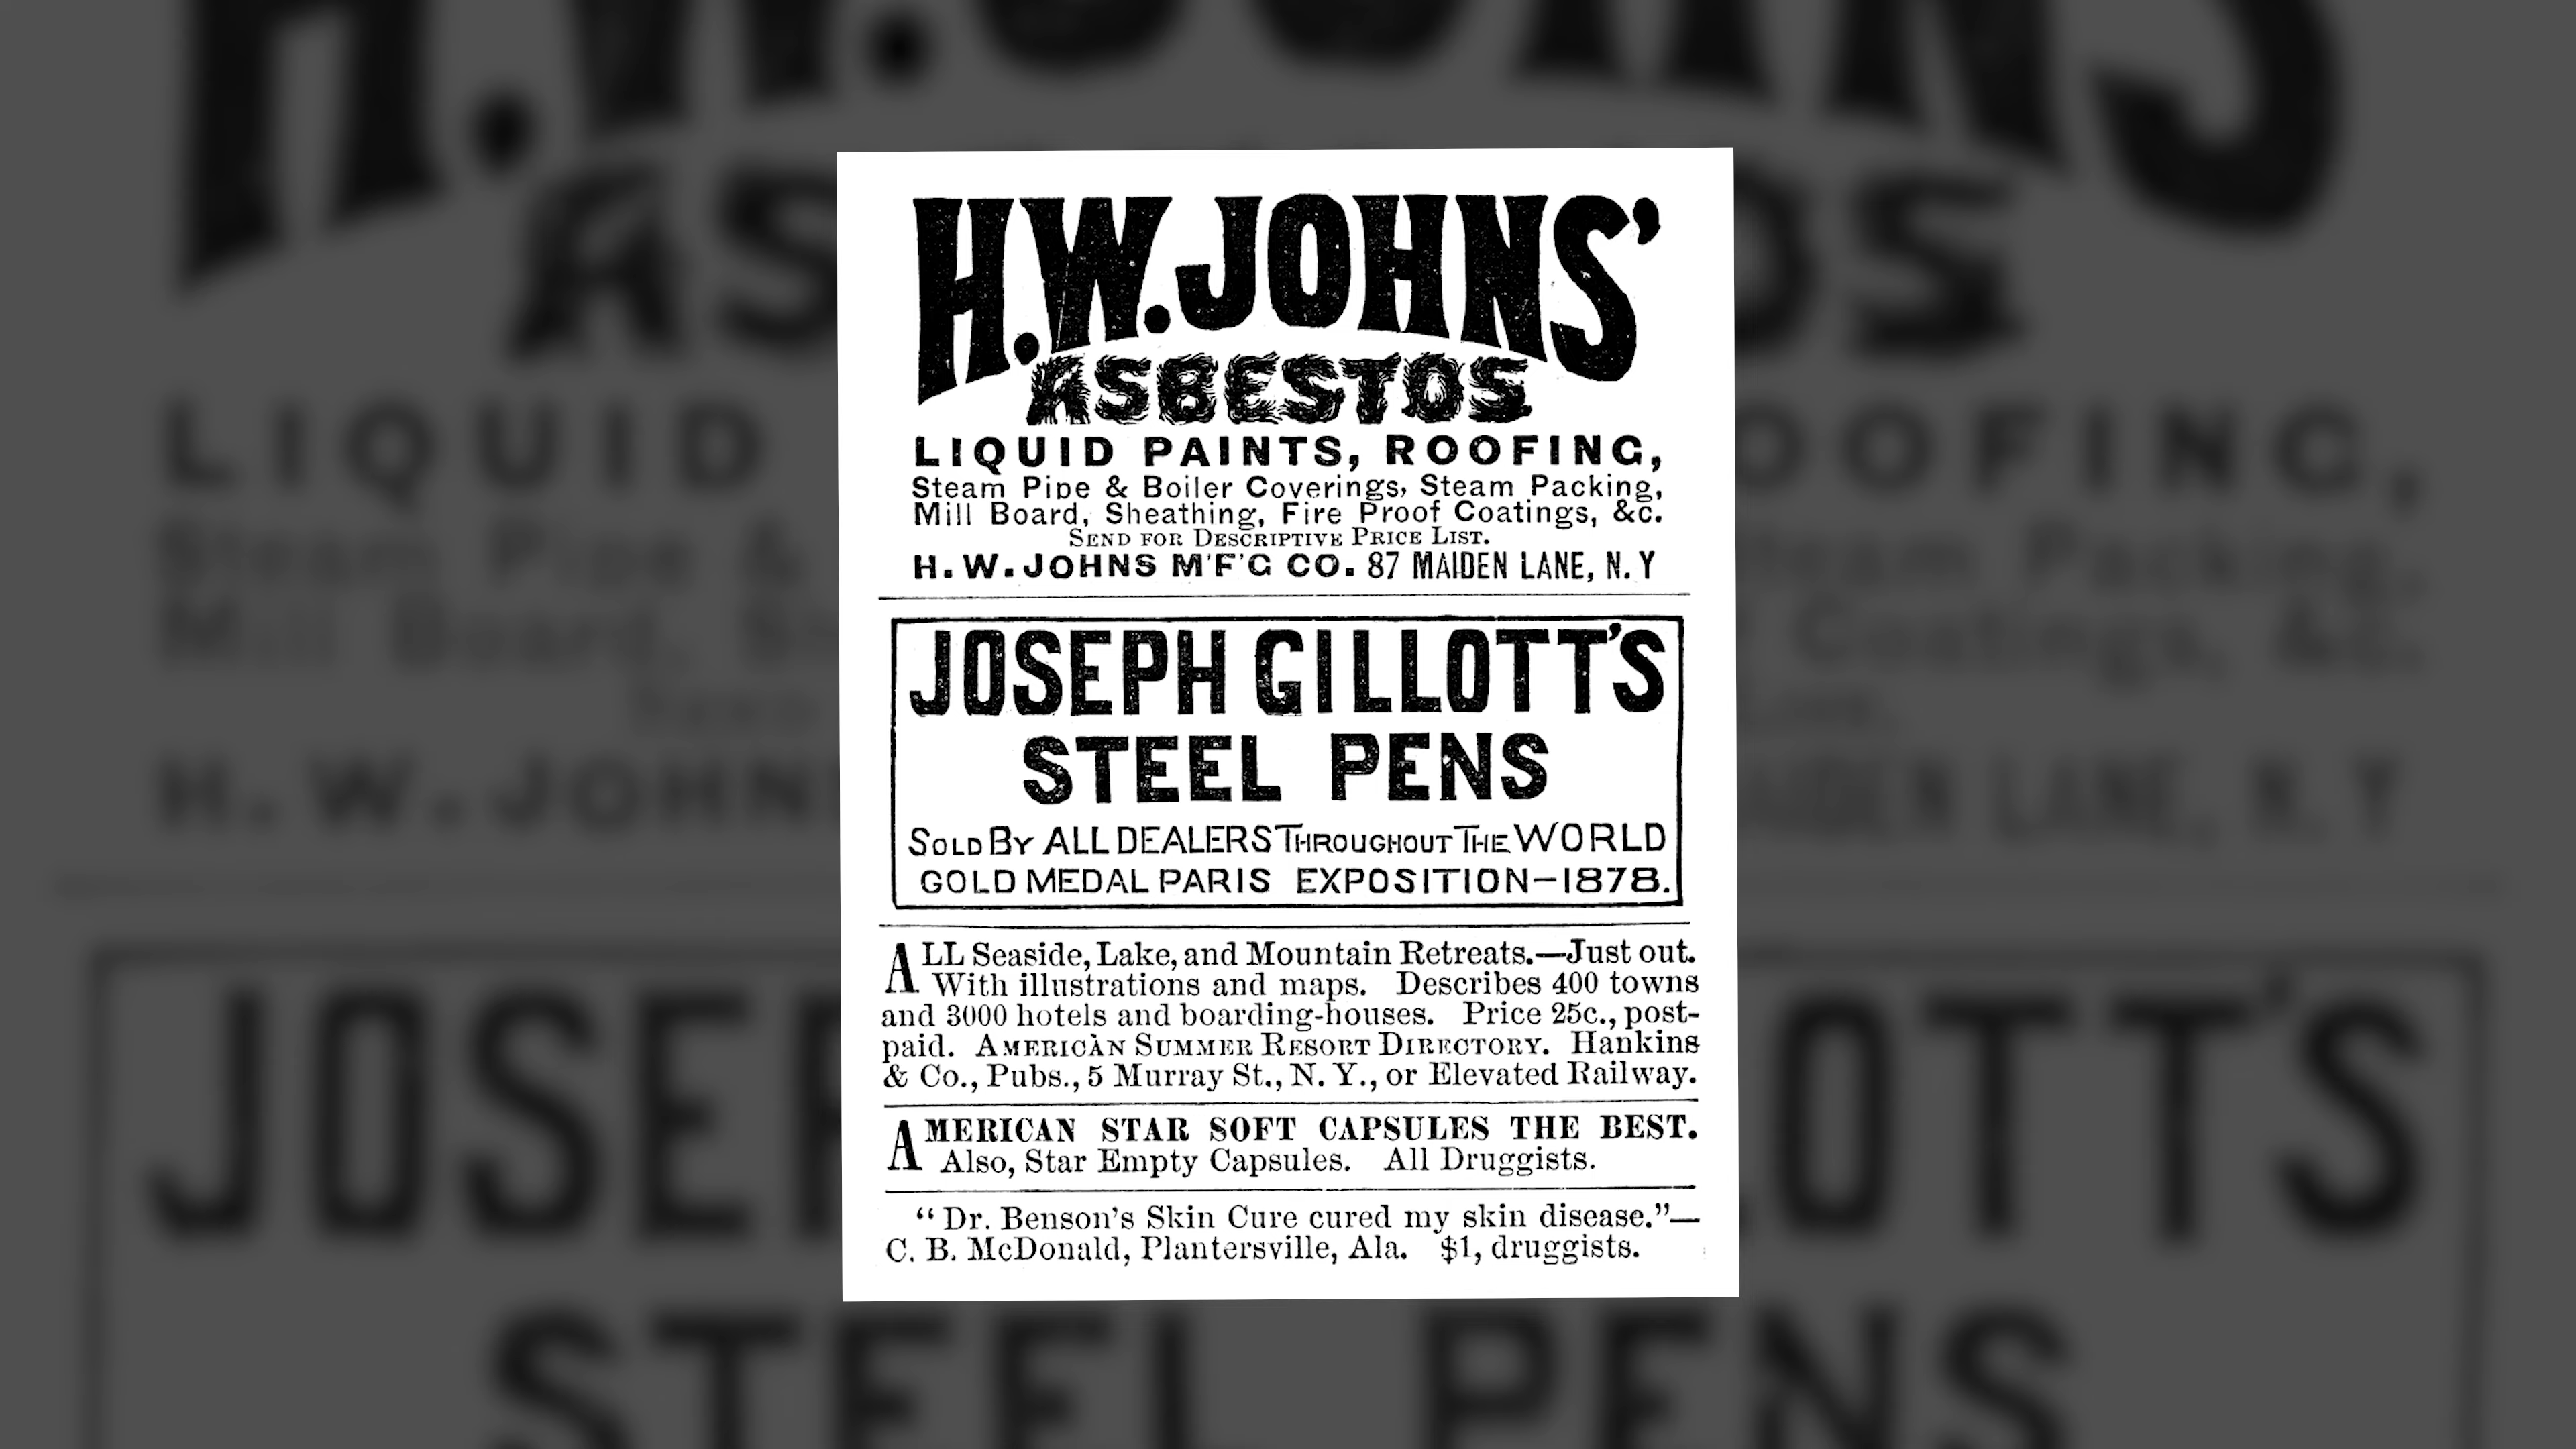 H.W.JOHNS'
ASBESTOS
LIQUID PAINTS, ROOFING,
Steam Pipe & Boiler Coverings, Steam Packing,
Mill Board, Sheathing, Fire Proof Coatings, &c.
SEND FOR DESCRIPTIVE PRICE LIST.
H. W. JOHNS M'F'G CO. 87 MAIDEN LANE, N. Y
JOSEPH GILLOTT'S
STEEL PENS
SOLD BY ALL DEALERS THROUGHOUT THE WORLD
GOLD MEDAL PARIS EXPOSITION-1878.
ALL Seaside, Lake, and Mountain Retreats.—Just out.
With illustrations and maps. Describes 400 towns
and 3000 hotels and boarding-houses. Price 25c., post-
paid. AMERICAN SUMMER RESORT DIRECTORY. Hankins
& Co., Pubs., 5 Murray St., N. Y., or Elevated Railway.
AMERICAN STAR SOFT CAPSULES THE BEST.
Also, Star Empty Capsules. All Druggists.
"Dr. Benson's Skin Cure cured my skin disease."—
C. B. McDonald, Plantersville, Ala. $1, druggists.